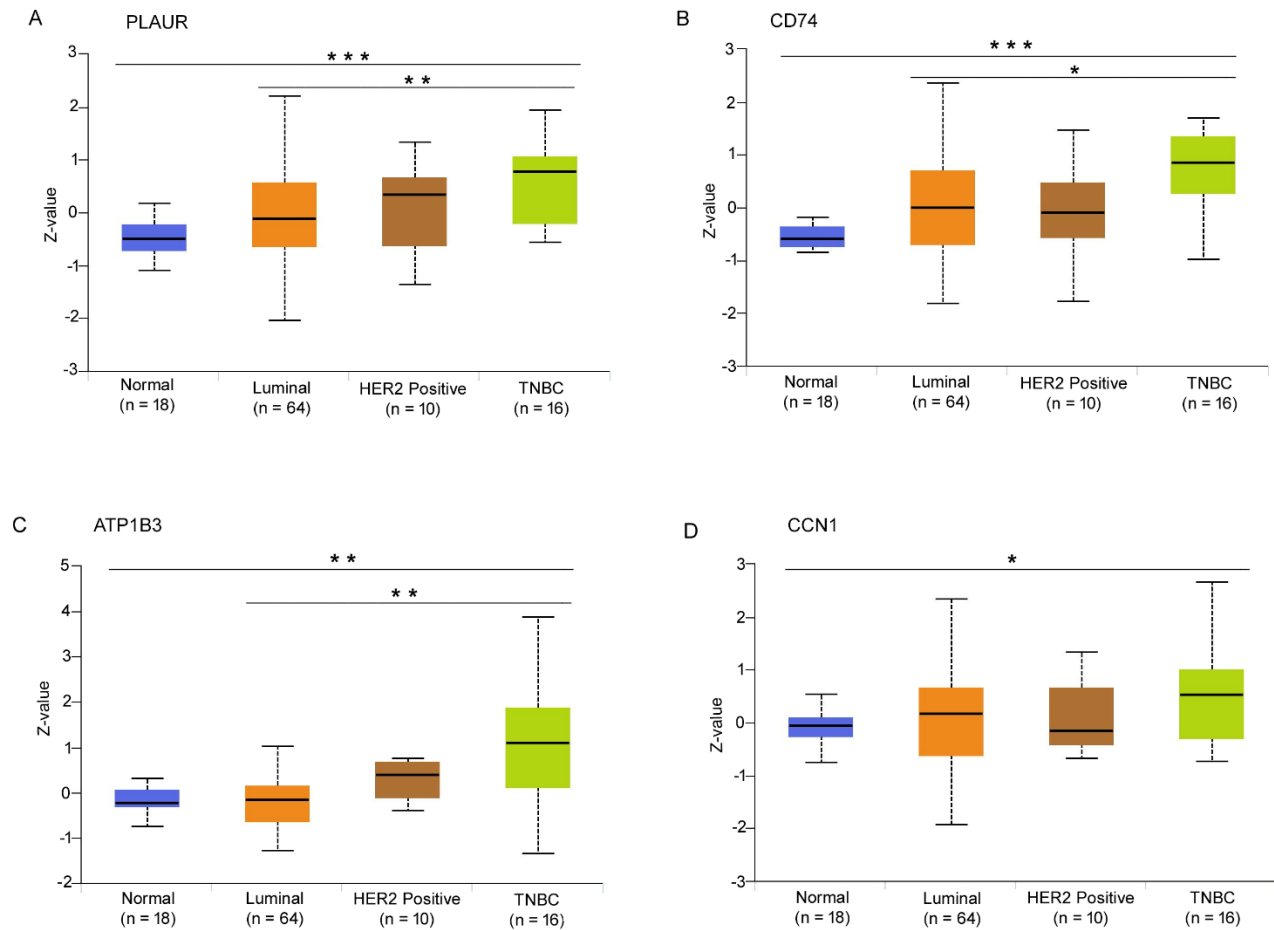 A
PLAUR
* * *
* *
3
2
1
0
-1
-2
-3
Z-value
Normal
(n = 18)
Luminal
(n = 64)
HER2 Positive
(n = 10)
TNBC
(n = 16)
B
CD74
* * *
*
3
2
1
0
-1
-2
-3
Z-value
Normal
(n = 18)
Luminal
(n = 64)
HER2 Positive
(n = 10)
TNBC
(n = 16)
C
ATP1B3
* *
* *
5
4
3
2
1
0
-1
-2
Z-value
Normal
(n = 18)
Luminal
(n = 64)
HER2 Positive
(n = 10)
TNBC
(n = 16)
D
CCN1
*
3
2
1
0
-1
-2
-3
Z-value
Normal
(n = 18)
Luminal
(n = 64)
HER2 Positive
(n = 10)
TNBC
(n = 16)